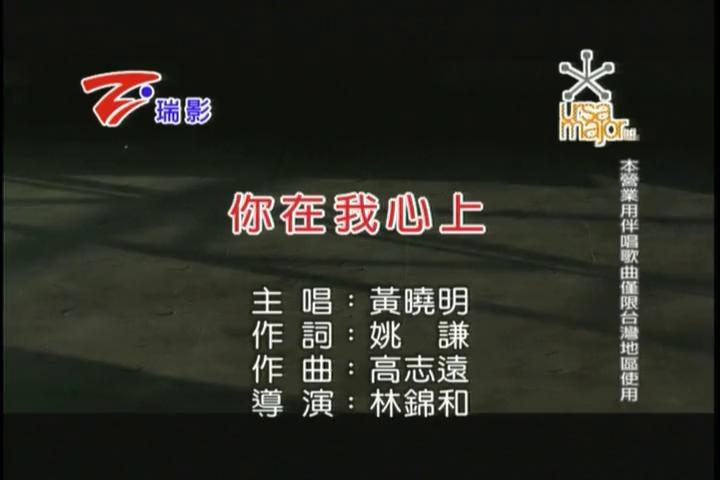 瑞影
ursa
major
你在我心上
主唱：黃曉明
作詞：姚 謙
作曲：高志遠
導演：林錦和
本營業用伴唱歌曲僅限台灣地區使用